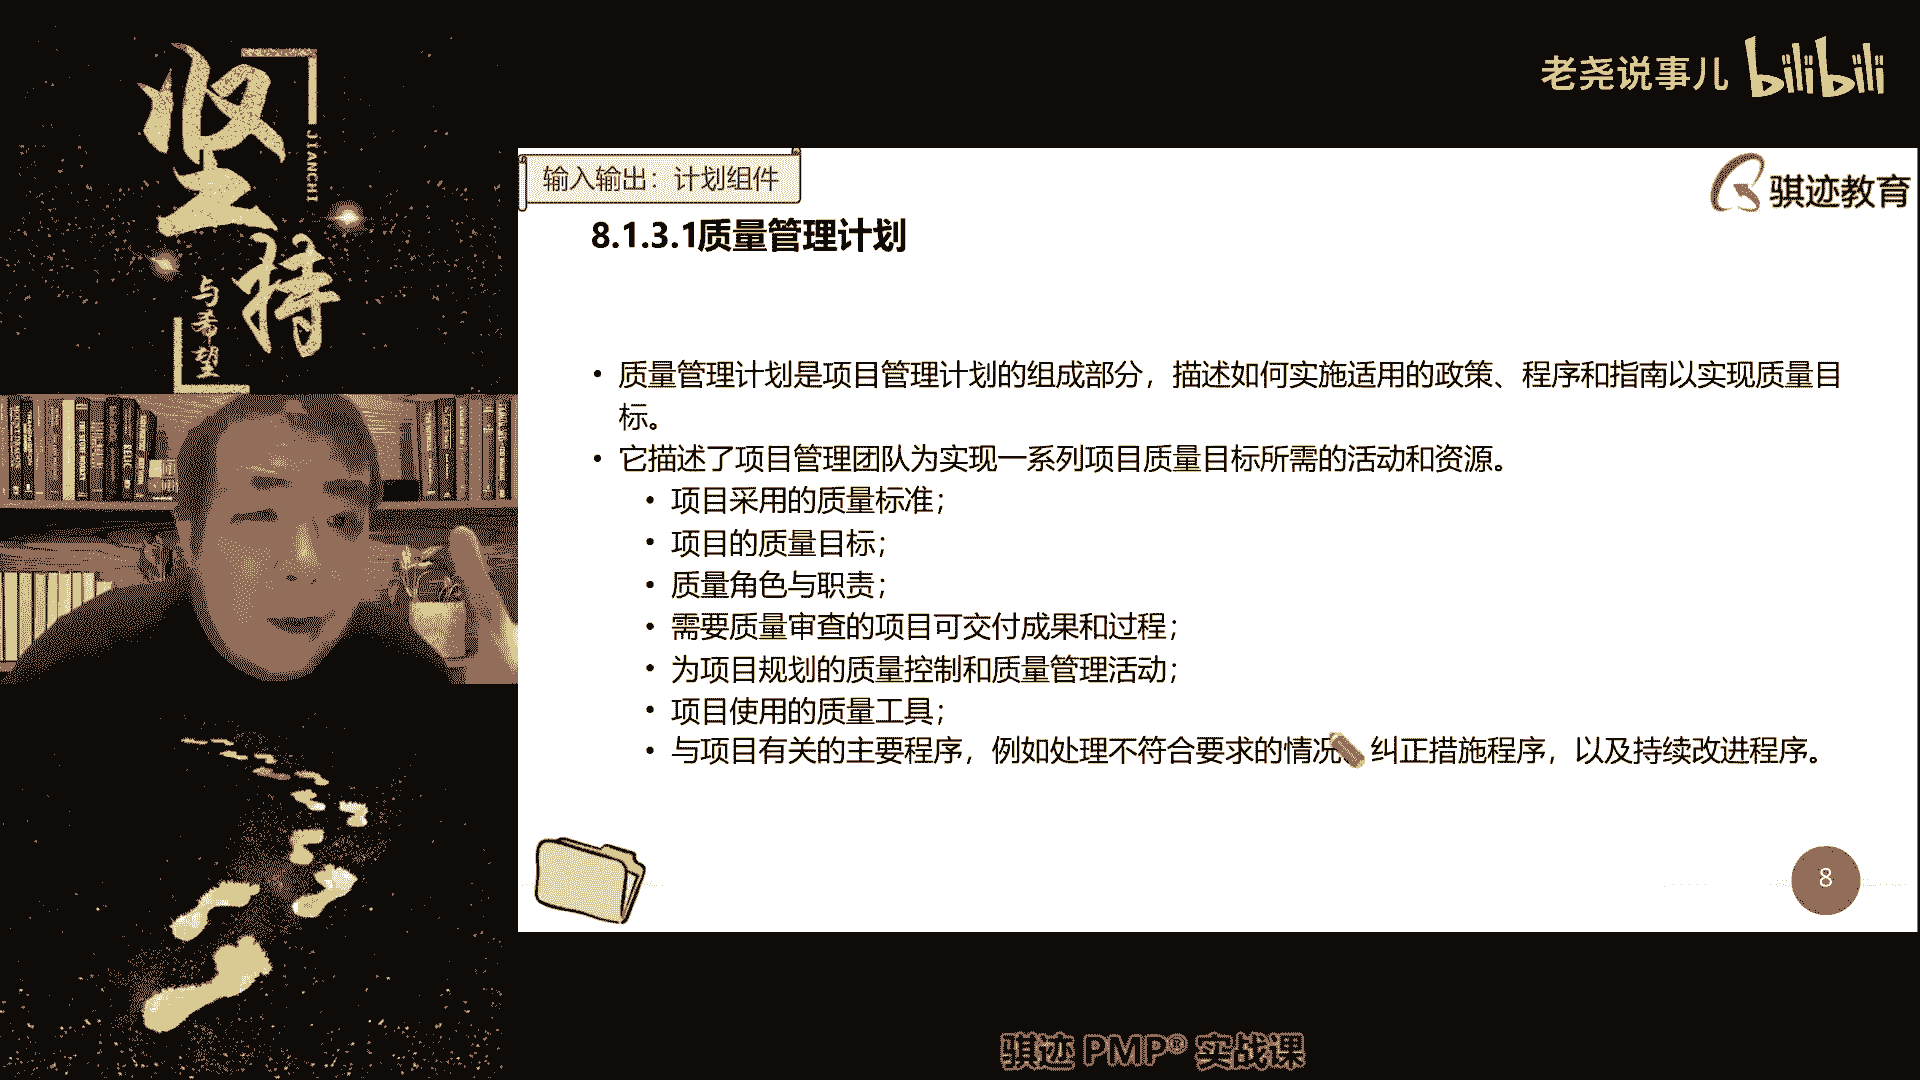 坚持
JIANCHI
与希望
老尧说事儿 bilibili
输入输出：计划组件
骐迹教育
8.1.3.1质量管理计划
• 质量管理计划是项目管理计划的组成部分，描述如何实施适用的政策、程序和指南以实现质量目
标。
• 它描述了项目管理团队为实现一系列项目质量目标所需的活动和资源。
• 项目采用的质量标准；
• 项目的质量目标；
• 质量角色与职责；
• 需要质量审查的项目可交付成果和过程；
• 为项目规划的质量控制和质量管理活动；
• 项目使用的质量工具；
• 与项目有关的主要程序，例如处理不符合要求的情况 纠正措施程序，以及持续改进程序。
8
骐迹 PMP® 实战课